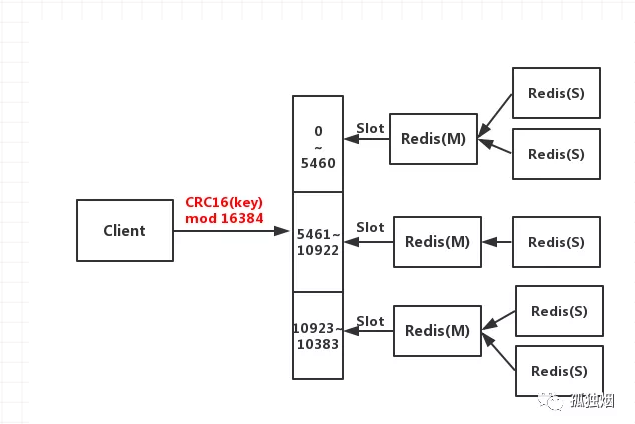 Client
CRC16(key)
mod 16384
0
~
5460
5461~
10922
10923~
10383
Slot
Redis(M)
Redis(S)
Redis(S)
Slot
Redis(M)
Redis(S)
Slot
Redis(M)
Redis(S)
Redis(S)
孤独烟